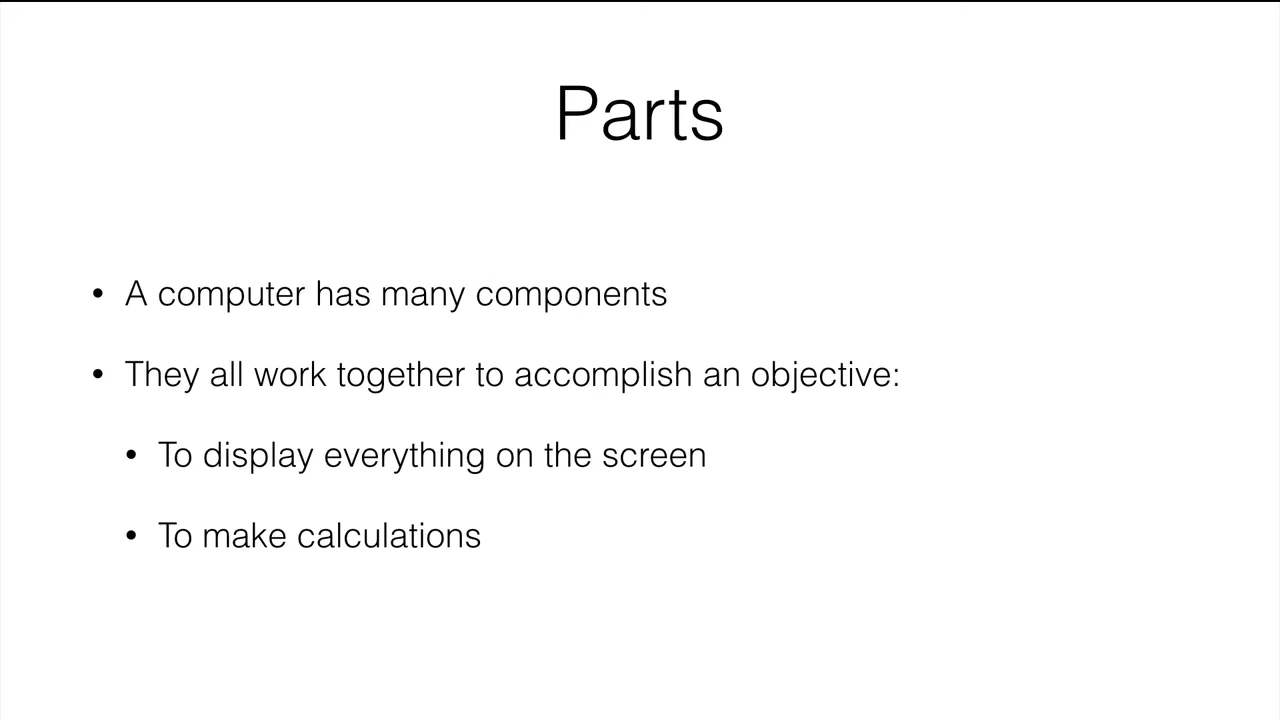 Parts
• A computer has many components
• They all work together to accomplish an objective:
• To display everything on the screen
• To make calculations